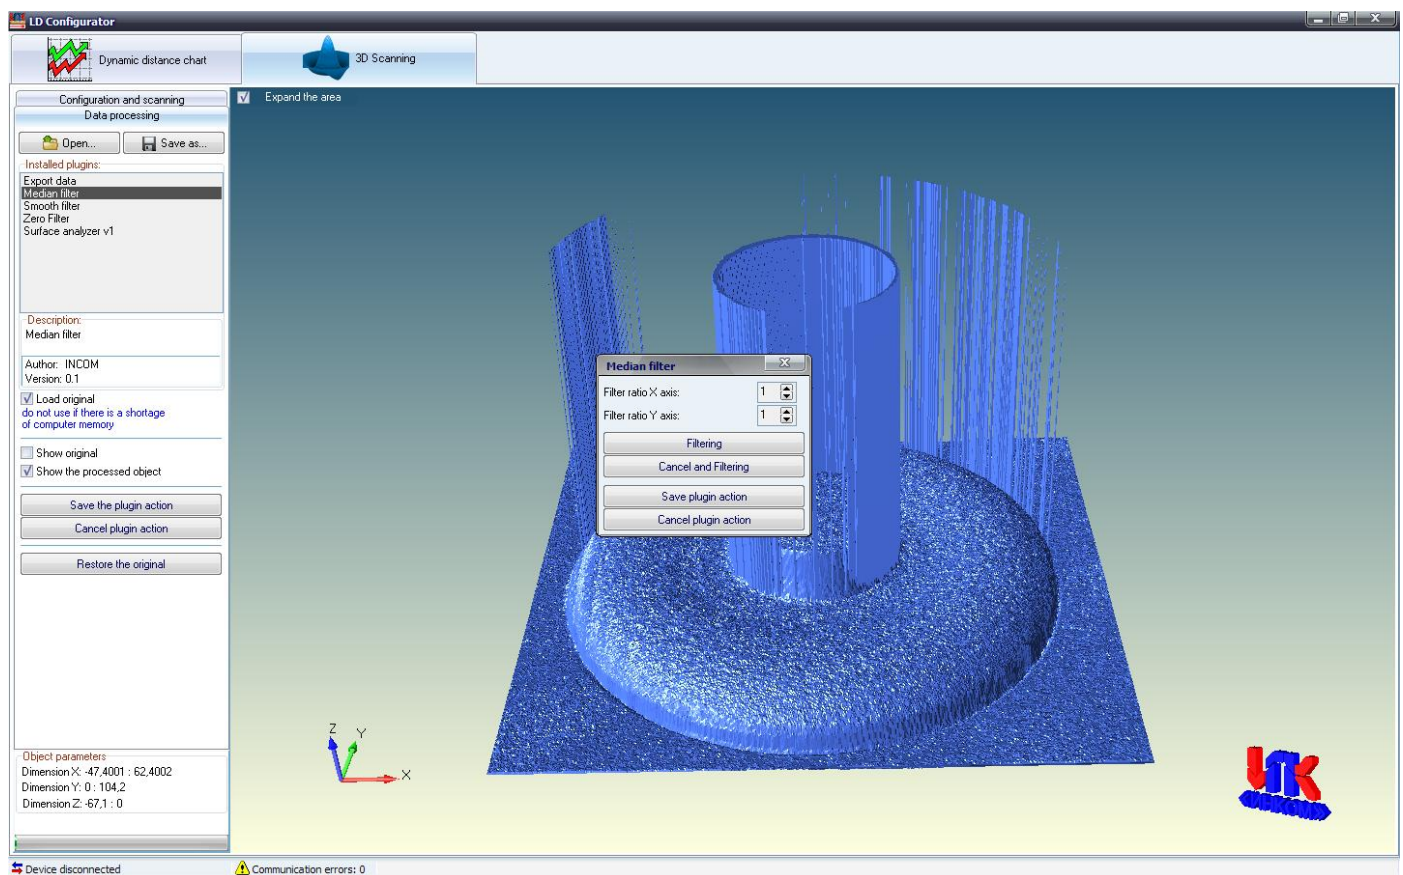 LD Configurator
Dynamic distance chart
3D Scanning
Configuration and scanning
Data processing
Expand the area
Open...
Save as...
Installed plugins:
Export data
Median filter
Smooth filter
Zero Filter
Surface analyzer v1
Description:
Median filter
Author: INCOM
Version: 0.1
Load original
do not use if there is a shortage
of computer memory
Show original
Show the processed object
Save the plugin action
Cancel plugin action
Restore the original
Median filter
Filter ratio X axis:
1
Filter ratio Y axis:
1
Filtering
Cancel and Filtering
Save plugin action
Cancel plugin action
Z
Y
X
Object parameters
Dimension X: -47,4001 : 62,4002
Dimension Y: 0 : 104,2
Dimension Z: -67,1 : 0
«ИНКОМ»
Device disconnected
Communication errors: 0